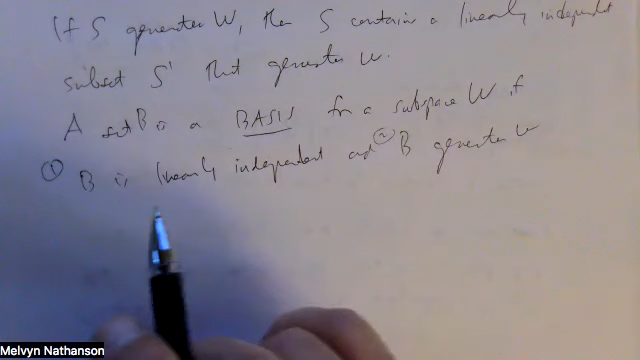 If S generates W, then S contains a linearly independent
subset S' that generates W.
A set B is a BASIS for a subspace W if
① B is linearly independent and ② B generates W
Melvyn Nathanson